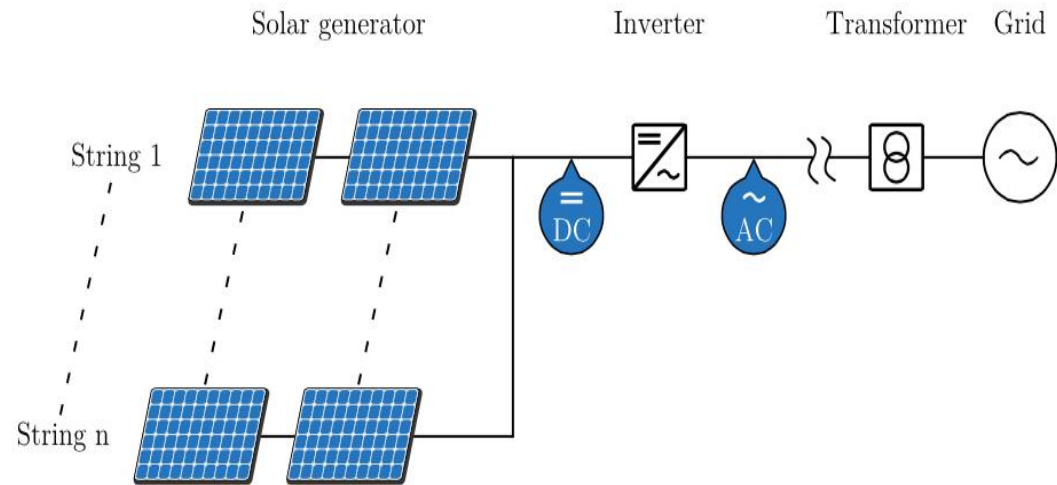 Solar generator
Inverter
Transformer
Grid
String 1
DC
AC
String n